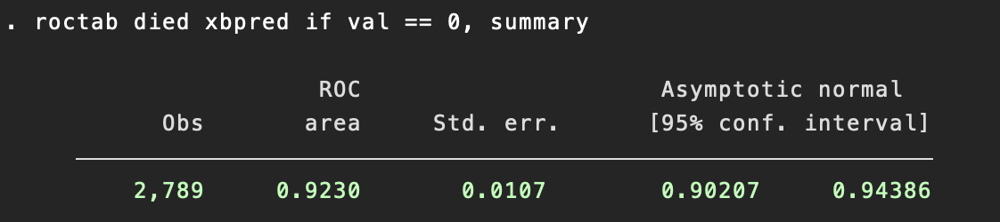 . roctab died xbpred if val == 0, summary
ROC Asymptotic normal
Obs area Std. err. [95% conf. interval]
2,789 0.9230 0.0107 0.90207 0.94386